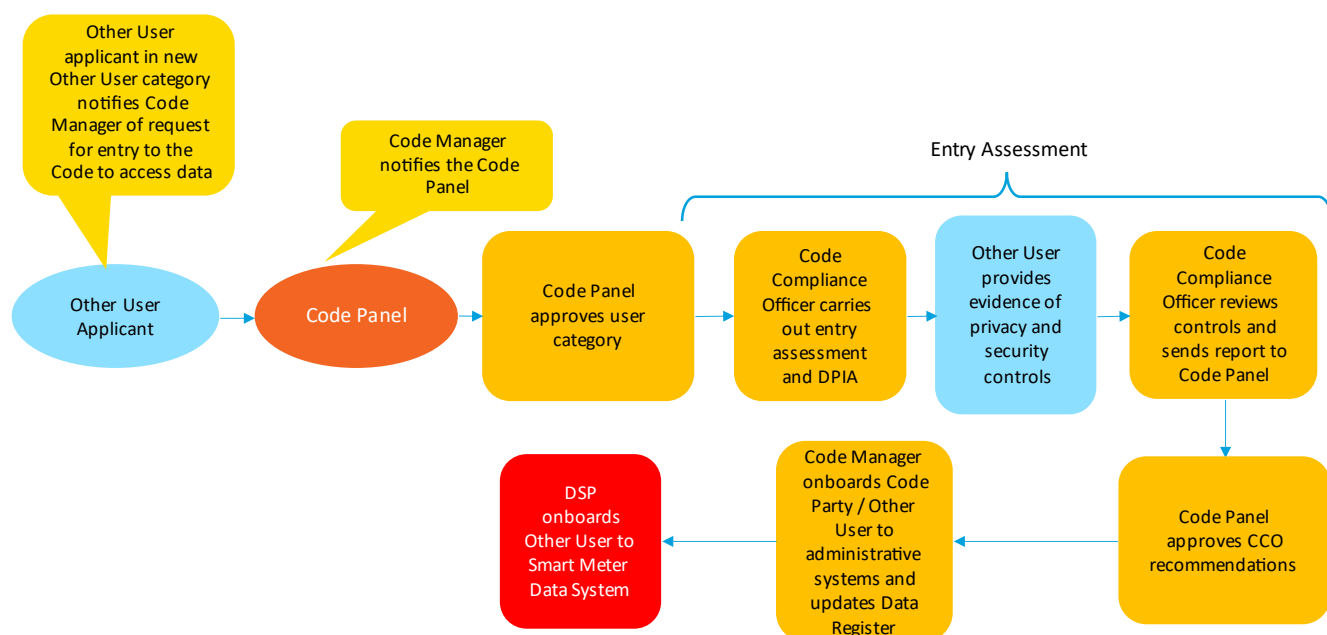 Other User
applicant in new
Other User category
notifies Code
Manager of request
for entry to the
Code to access data
Code Manager
notifies the Code
Panel
Entry Assessment
Other User
Applicant
Code Panel
Code Panel
approves user
category
Code
Compliance
Officer carries
out entry
assessment
and DPIA
Other User
provides
evidence of
privacy and
security
controls
Code
Compliance
Officer reviews
controls and
sends report to
Code Panel
Code Panel
approves CCO
recommendations
Code Manager
onboards Code
Party / Other
User to
administrative
systems and
updates Data
Register
DSP
onboards
Other User to
Smart Meter
Data System